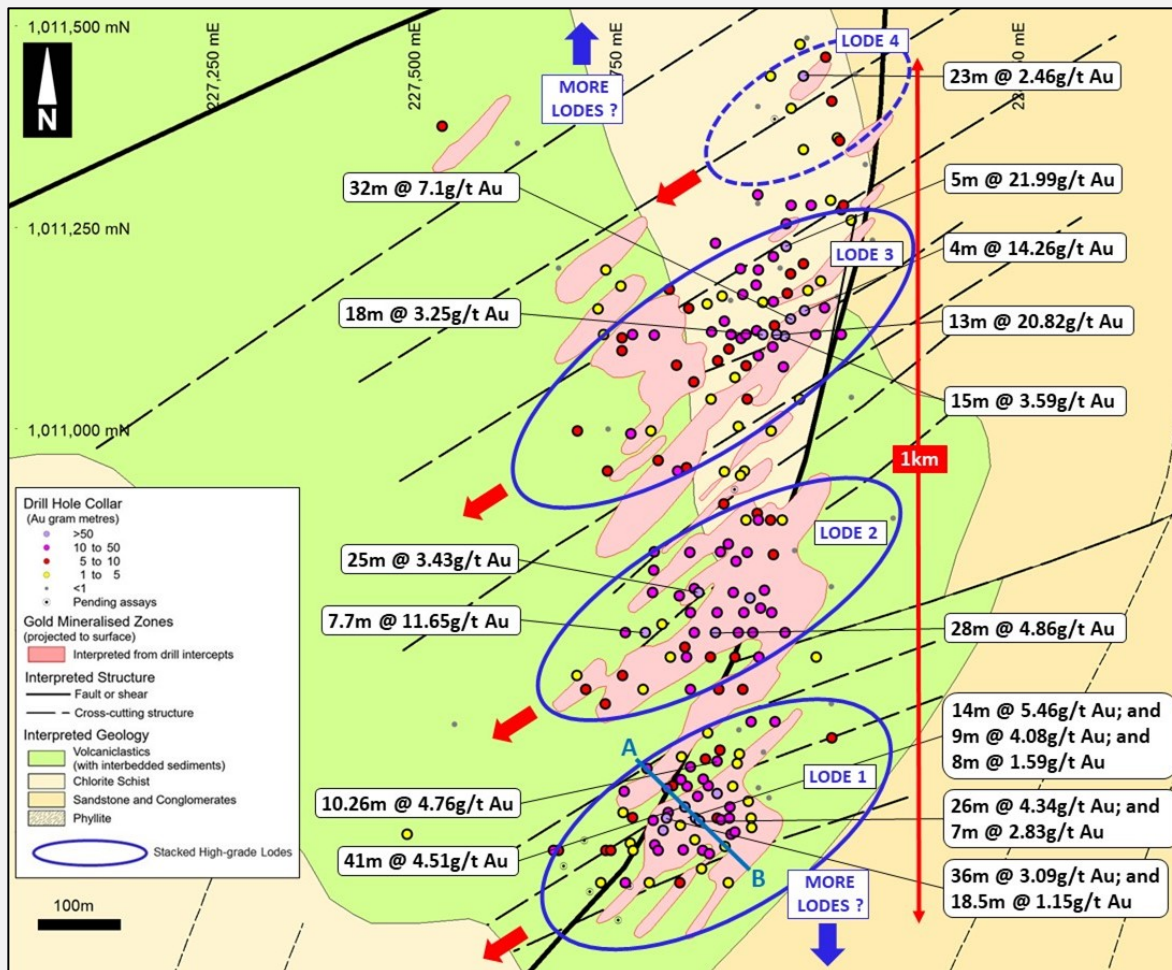 1,011,500 mN
227,250 mE
227,500 mE
750 mE
LODE 4
N
MORE
LODES ?
23m @ 2.46g/t Au
32m @ 7.1g/t Au
5m @ 21.99g/t Au
1,011,250 mN
LODE 3
4m @ 14.26g/t Au
18m @ 3.25g/t Au
13m @ 20.82g/t Au
15m @ 3.59g/t Au
1,011,000 mN
1km
Drill Hole Collar
(Au gram metres)
>50
10 to 50
5 to 10
1 to 5
<1
Pending assays
Gold Mineralised Zones
(projected to surface)
Interpreted from drill intercepts
Interpreted Structure
Fault or shear
Cross-cutting structure
Interpreted Geology
Volcaniclastics
(with interbedded sediments)
Chlorite Schist
Sandstone and Conglomerates
Phyllite
Stacked High-grade Lodes
100m
LODE 2
25m @ 3.43g/t Au
7.7m @ 11.65g/t Au
28m @ 4.86g/t Au
A
LODE 1
14m @ 5.46g/t Au; and
9m @ 4.08g/t Au; and
8m @ 1.59g/t Au
10.26m @ 4.76g/t Au
26m @ 4.34g/t Au; and
7m @ 2.83g/t Au
41m @ 4.51g/t Au
B
36m @ 3.09g/t Au; and
18.5m @ 1.15g/t Au
MORE
LODES ?